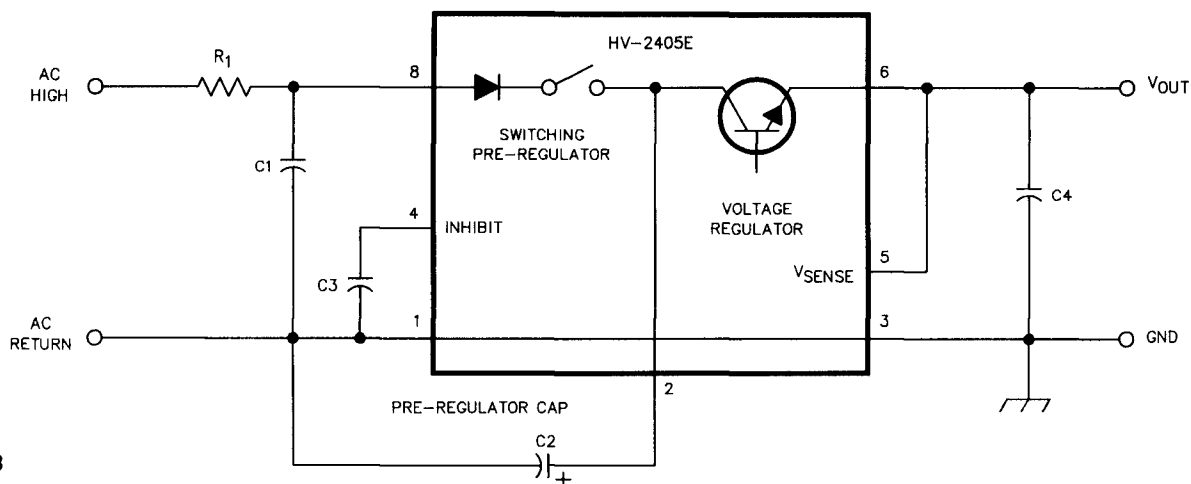 HV-2405E
AC
HIGH
R1
8
6
VOUT
SWITCHING
PRE-REGULATOR
C1
4
INHIBIT
VOLTAGE
REGULATOR
C4
5
VSENSE
C3
AC
RETURN
1
3
GND
2
PRE-REGULATOR CAP
C2
+